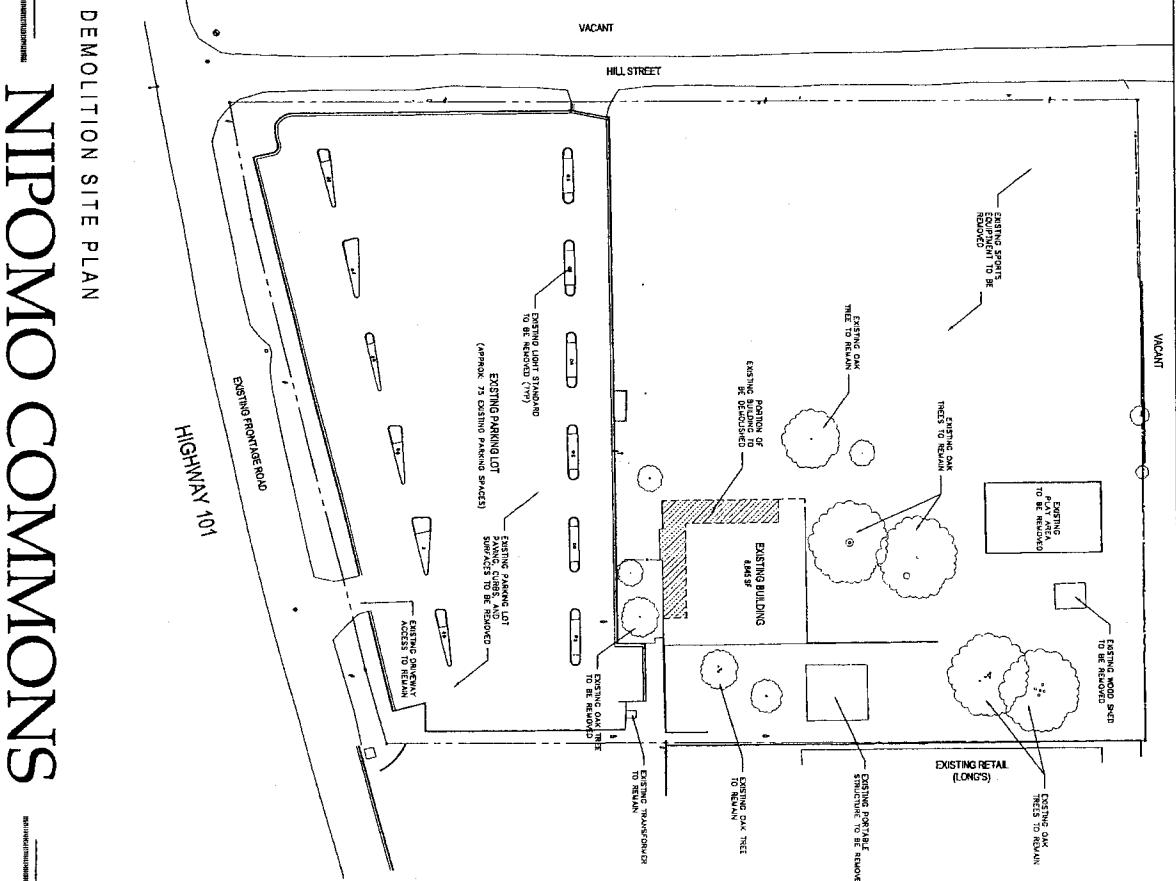 VACANT
HILL STREET
VACANT
EXISTING SPORTS
EQUIPTMENT TO BE
REMOVED
EXISTING OAK
TREE TO REMAIN
EXISTING OAK
TREES TO REMAIN
EXISTING
PLAY AREA
TO BE REMOVED
EXISTING WOOD SHED
TO BE REMOVED
PORTION OF
EXISTING BUILDING TO
BE DEMOLISHED
EXISTING BUILDING
EXISTING LIGHT STANDARD
TO BE REMOVED (TYP)
EXISTING PARKING LOT
(APPROX. 75 EXISTING PARKING SPACES)
EXISTING PARKING LOT
PAVING, CURBS, AND
SURFACES TO BE REMOVED
EXISTING DRIVEWAY
ACCESS TO REMAIN
EXISTING OAK TREE
TO BE REMOVED
EXISTING TRANSFORMER
TO REMAIN
EXISTING OAK TREE
TO REMAIN
EXISTING PORTABLE
STRUCTURE TO BE REMOVE
EXISTING RETAIL
(LONG'S)
EXISTING OAK
TREES TO REMAIN
EXISTING FRONTAGE ROAD
HIGHWAY 101
DEMOLITION SITE PLAN
NIPOMO COMMONS